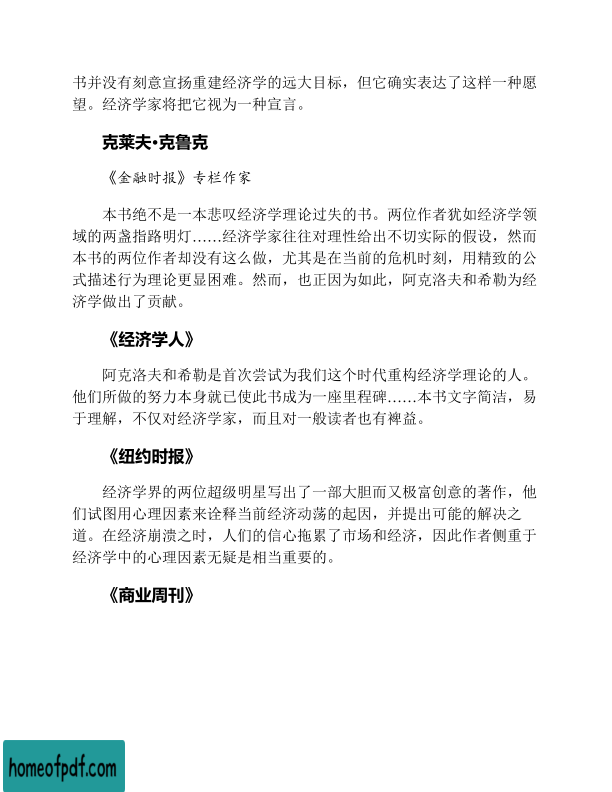 书并没有刻意宣扬重建经济学的远大目标，但它确实表达了这样一种愿
望。经济学家将把它视为一种宣言。
克莱夫·克鲁克
《金融时报》专栏作家
本书绝不是一本悲叹经济学理论过失的书。两位作者犹如经济学领
域的两盏指路明灯……经济学家往往对理性给出不切实际的假设，然而
本书的两位作者却没有这么做，尤其是在当前的危机时刻，用精致的公
式描述行为理论更显困难。然而，也正因为如此，阿克洛夫和希勒为经
济学做出了贡献。
《经济学人》
阿克洛夫和希勒是首次尝试为我们这个时代重构经济学理论的人。
他们所做的努力本身就已使此书成为一座里程碑……本书文字简洁，易
于理解，不仅对经济学家，而且对一般读者也有裨益。
《纽约时报》
经济学界的两位超级明星写出了一部大胆而又极富创意的著作，他
们试图用心理因素来诠释当前经济动荡的起因，并提出可能的解决之
道。在经济崩溃之时，人们的信心拖累了市场和经济，因此作者侧重于
经济学中的心理因素无疑是相当重要的。
《商业周刊》
homeofpdf.com